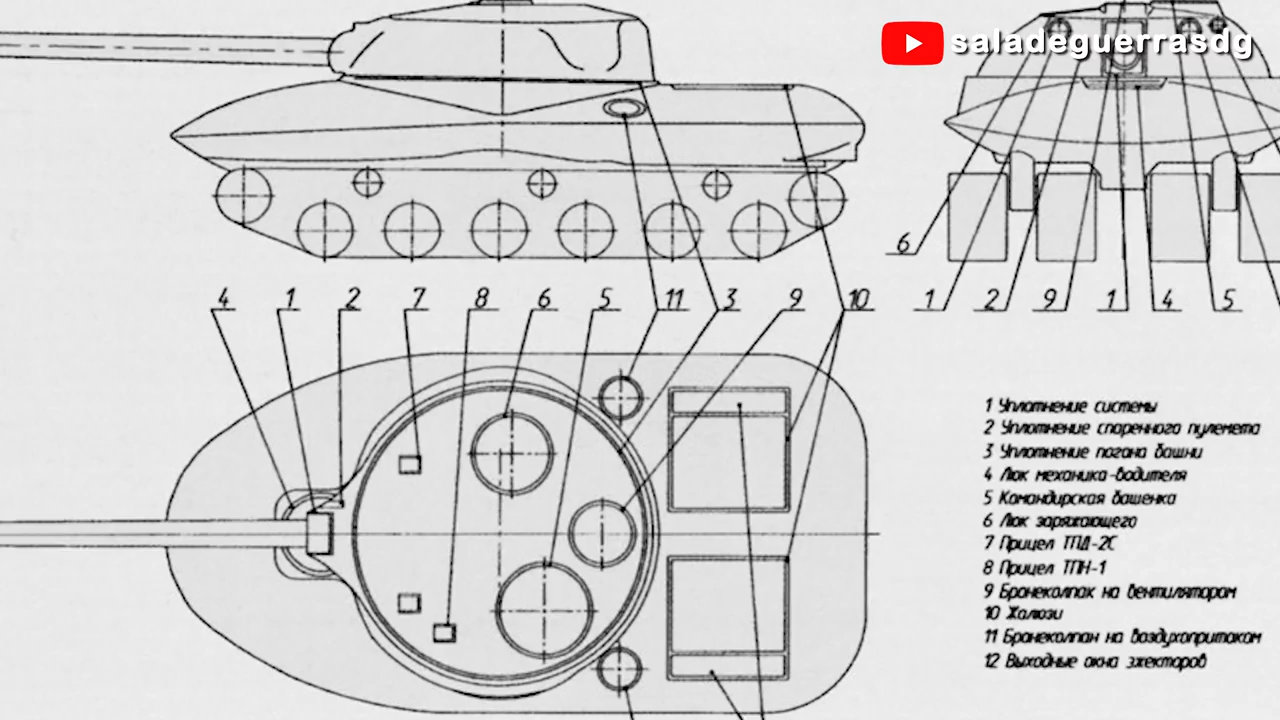 saladeguerrasdg
6
4 1 2 7 8 6 5 11 3 9 10
1 2 9 1 4 5
1 Уплотнение системы
2 Уплотнение спаренного пулемета
3 Уплотнение погона башни
4 Люк механика-водителя
5 Командирская башенка
6 Люк заряжающего
7 Прицел ТПД-2С
8 Прицел ТПН-1
9 Бронеколпак на вентилятором
10 Жалюзи
11 Бронеколпак на воздухопритоком
12 Выходные окна эжекторов